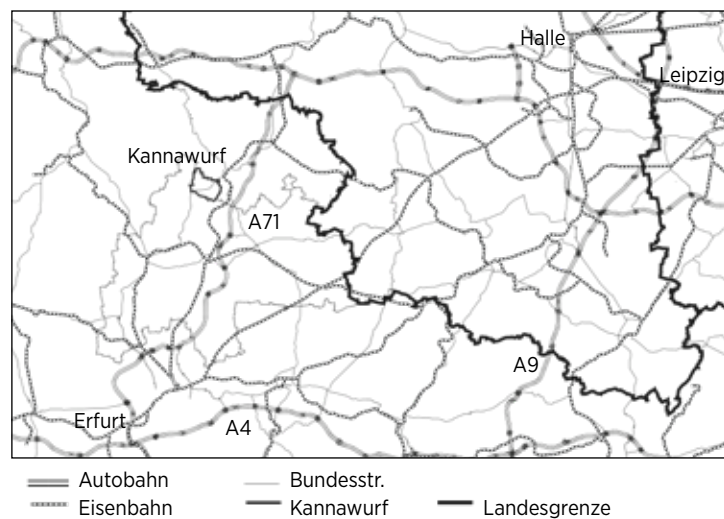 Halle
Leipzig
Kannawurf
A71
A9
Erfurt
A4
Autobahn
Bundesstr.
Eisenbahn
Kannawurf
Landesgrenze